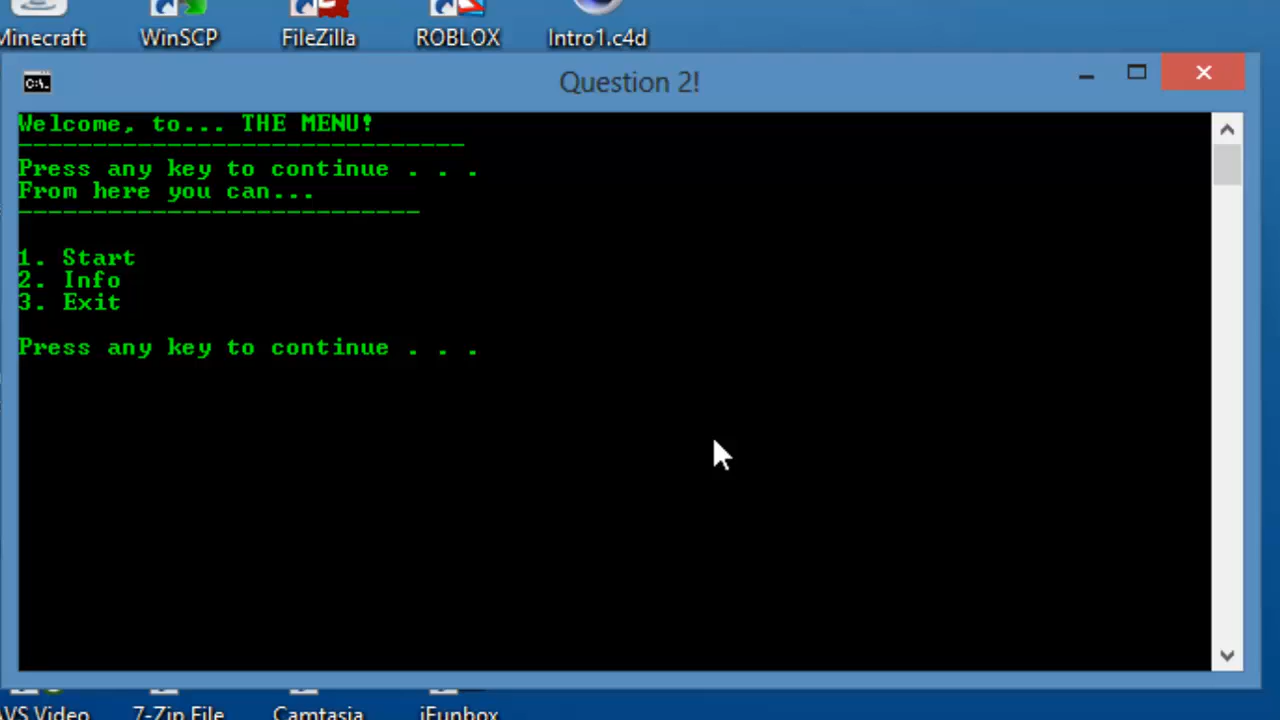 Minecraft WinSCP FileZilla ROBLOX Intro1.c4d
C:\. Question 2!
Welcome, to... THE MENU!
------------------------------
Press any key to continue . . .
From here you can...
---------------------------
1. Start
2. Info
3. Exit
Press any key to continue . . .
AVS Video 7-Zip File Camtasia iFunbox